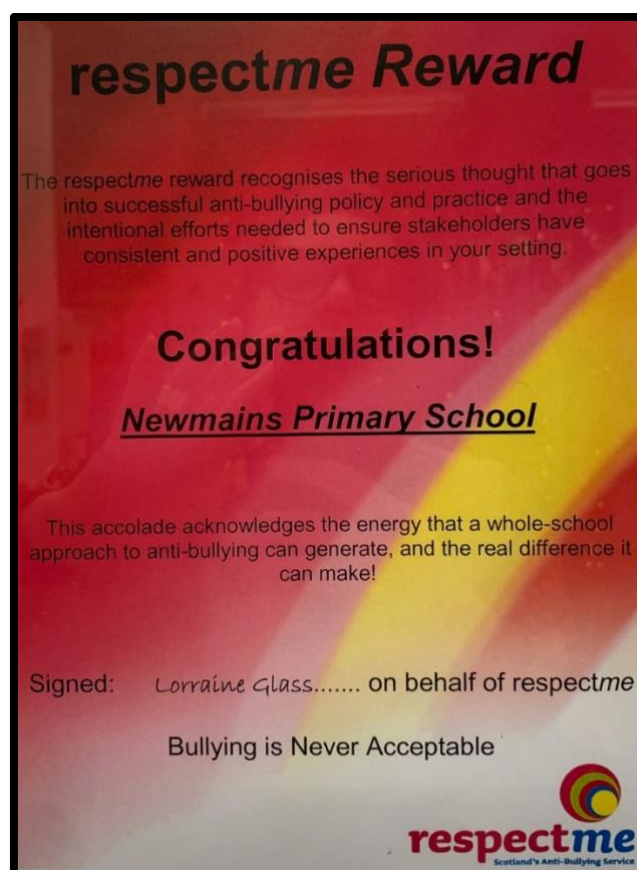 respectme Reward
The respectme reward recognises the serious thought that goes
into successful anti-bullying policy and practice and the
intentional efforts needed to ensure stakeholders have
consistent and positive experiences in your setting.
Congratulations!
Newmains Primary School
This accolade acknowledges the energy that a whole-school
approach to anti-bullying can generate, and the real difference it
can make!
Signed: Lorraine Glass....... on behalf of respectme
Bullying is Never Acceptable
respectme
Scotland's Anti-Bullying Service